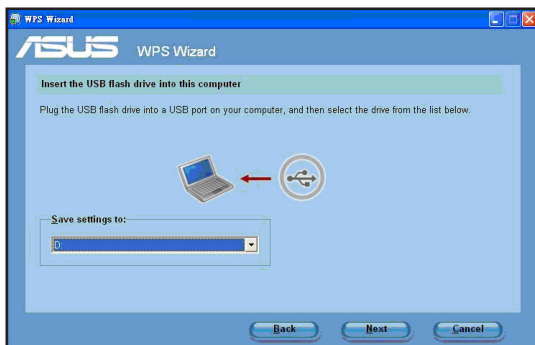 WPS Wizard
ASUS WPS Wizard
Insert the USB flash drive into this computer
Plug the USB flash drive into a USB port on your computer, and then select the drive from the list below.
Save settings to:
D:
Back Next Cancel